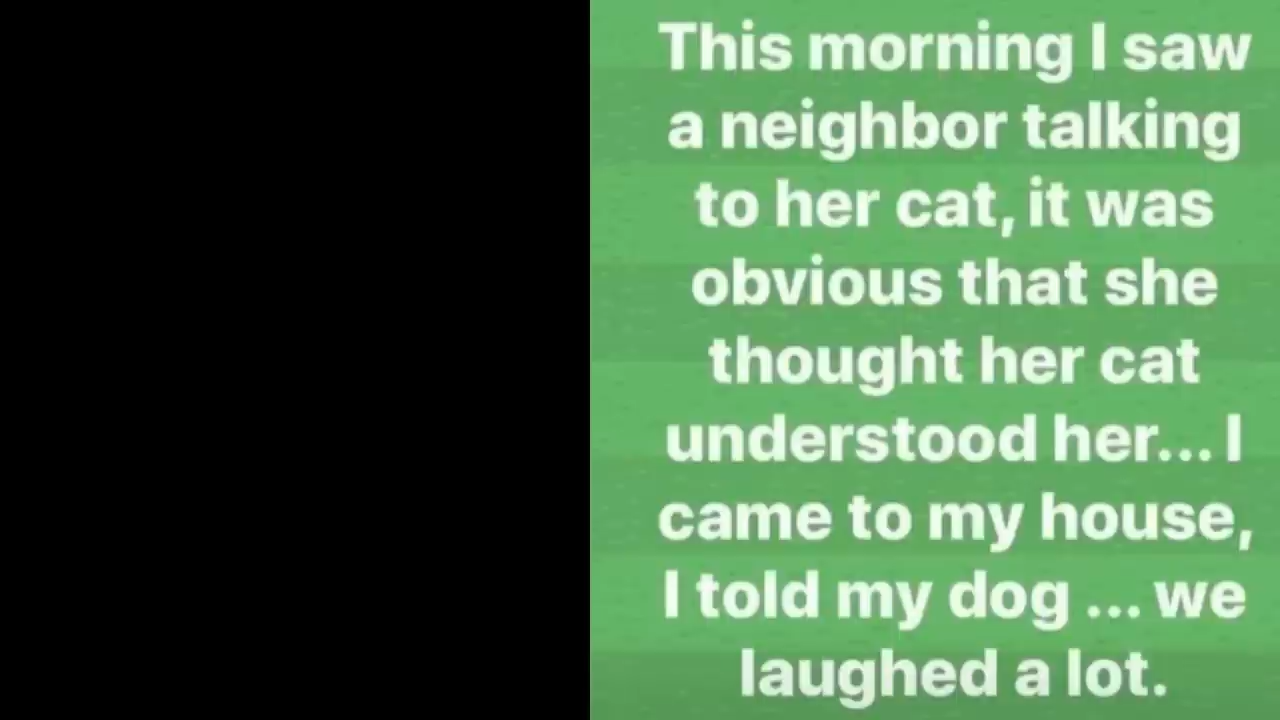 This morning I saw
a neighbor talking
to her cat, it was
obvious that she
thought her cat
understood her... I
came to my house,
I told my dog ... we
laughed a lot.